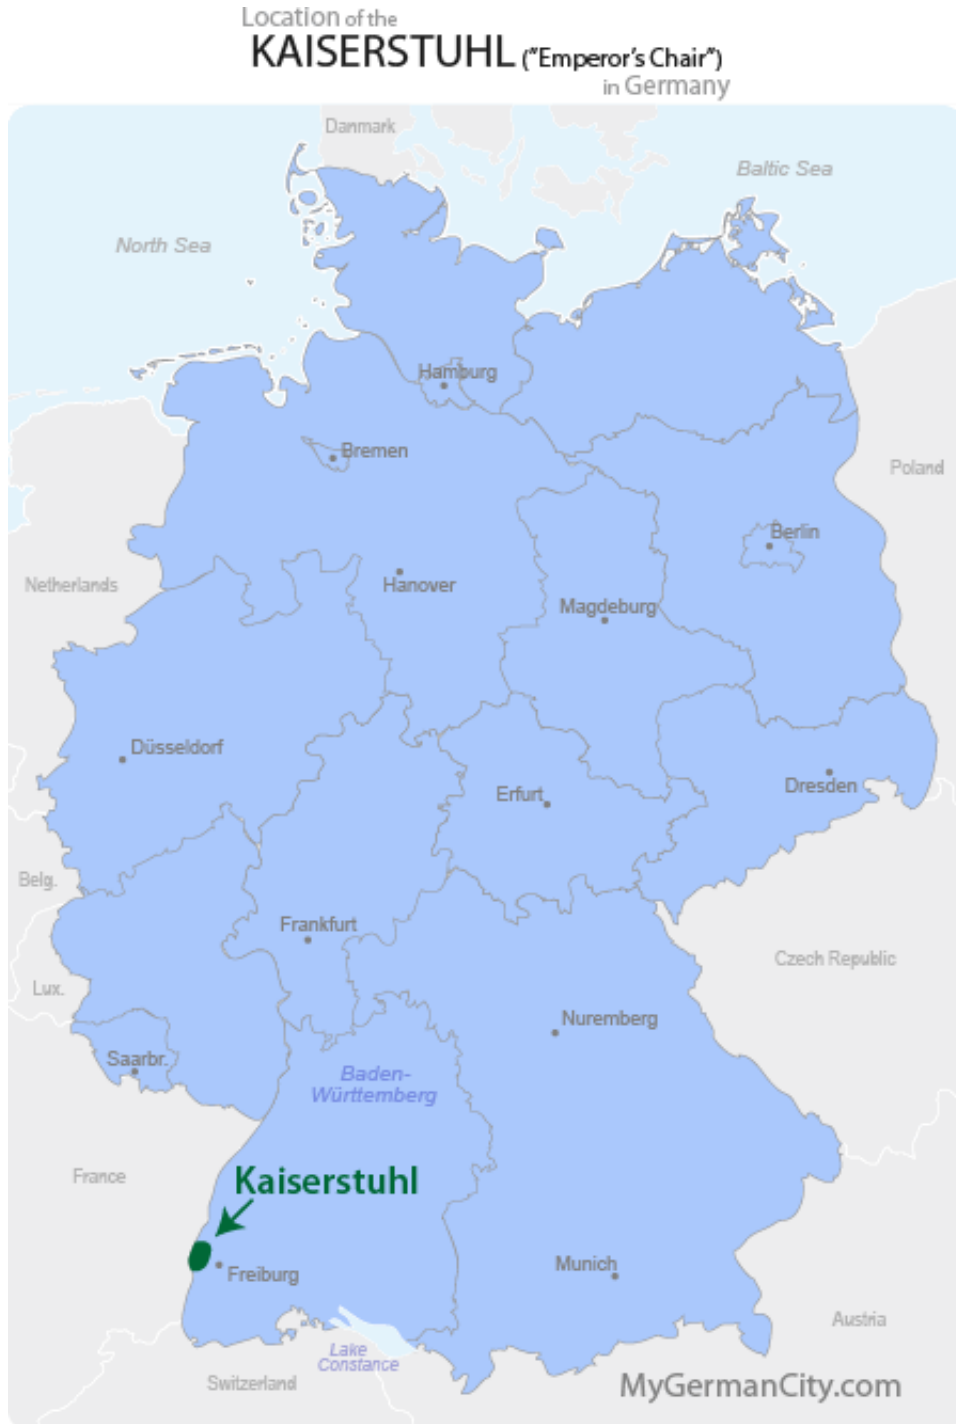 Location of the
KAISERSTUHL ("Emperor's Chair")
in Germany
Denmark
Baltic Sea
North Sea
Hamburg
Bremen
Poland
Berlin
Netherlands
Hanover
Magdeburg
Düsseldorf
Dresden
Erfurt
Belg.
Frankfurt
Czech Republic
Lux.
Nuremberg
Saarbr.
Baden-
Württemberg
France
Kaiserstuhl
Freiburg
Munich
Austria
Lake
Constance
Switzerland
MyGermanCity.com